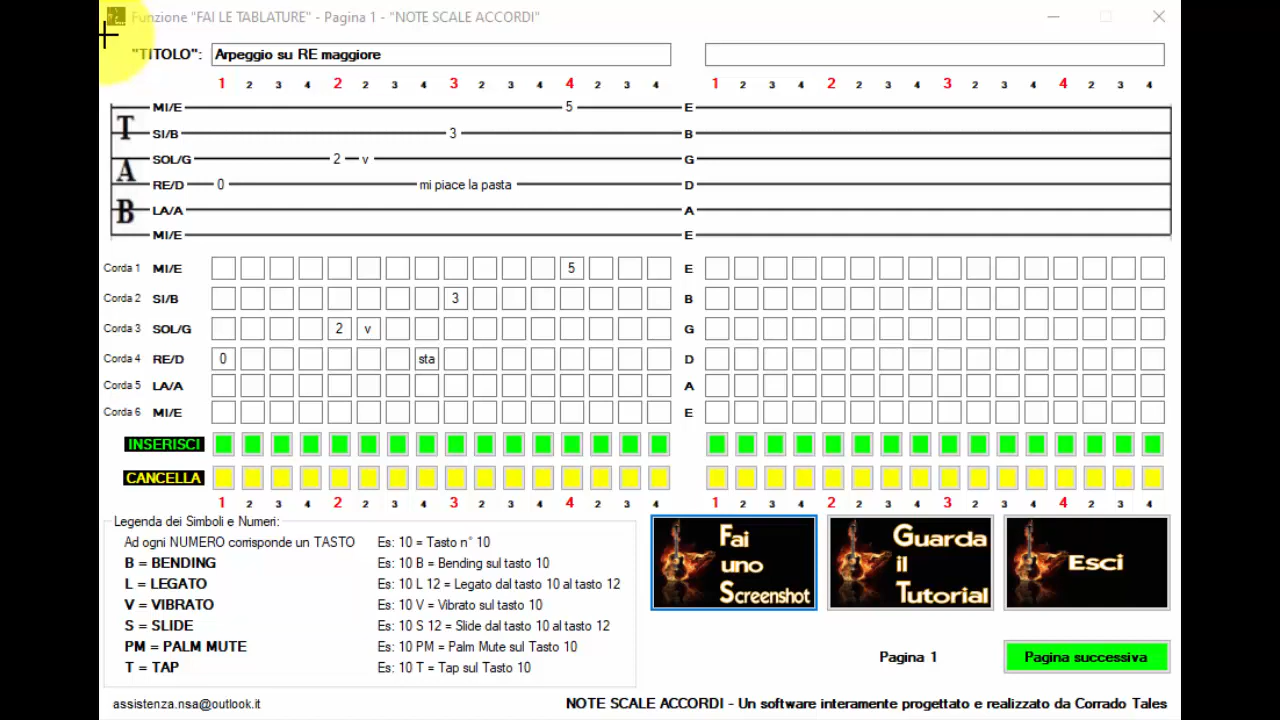 Funzione "FAI LE TABLATURE" - Pagina 1 - "NOTE SCALE ACCORDI"
"TITOLO": Arpeggio su RE maggiore
1 2 3 4 2 2 3 4 3 2 3 4 4 2 3 4 1 2 3 4 2 2 3 4 3 2 3 4 4 2 3 4
TAB
MI/E 5 E
SI/B 3 B
SOL/G 2 v G
RE/D 0 mi piace la pasta D
LA/A A
MI/E E
Corda 1 MI/E 5 E
Corda 2 SI/B 3 B
Corda 3 SOL/G 2 v G
Corda 4 RE/D 0 sta D
Corda 5 LA/A A
Corda 6 MI/E E
INSERISCI
CANCELLA
1 2 3 4 2 2 3 4 3 2 3 4 4 2 3 4 1 2 3 4 2 2 3 4 3 2 3 4 4 2 3 4
Legenda dei Simboli e Numeri:
Ad ogni NUMERO corrisponde un TASTO Es: 10 = Tasto n° 10
B = BENDING Es: 10 B = Bending sul tasto 10
L = LEGATO Es: 10 L 12 = Legato dal tasto 10 al tasto 12
V = VIBRATO Es: 10 V = Vibrato sul tasto 10
S = SLIDE Es: 10 S 12 = Slide dal tasto 10 al tasto 12
PM = PALM MUTE Es: 10 PM = Palm Mute sul Tasto 10
T = TAP Es: 10 T = Tap sul Tasto 10
Fai
uno
Screenshot
Guarda
il
Tutorial
Esci
Pagina 1
Pagina successiva
assistenza.nsa@outlook.it
NOTE SCALE ACCORDI - Un software interamente progettato e realizzato da Corrado Tales